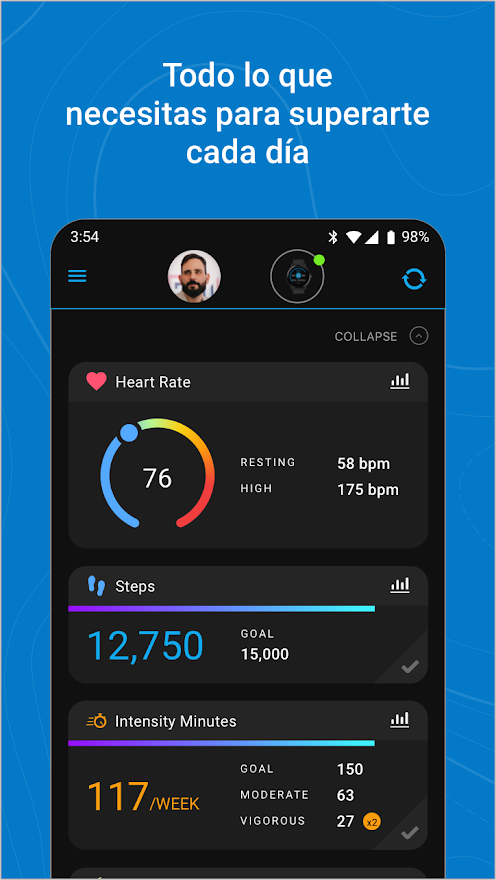 Todo lo que
necesitas para superarte
cada día
3:54 98%
COLLAPSE
Heart Rate
76
RESTING 58 bpm
HIGH 175 bpm
Steps
12,750
GOAL
15,000
Intensity Minutes
117/WEEK
GOAL 150
MODERATE 63
VIGOROUS 27 x2